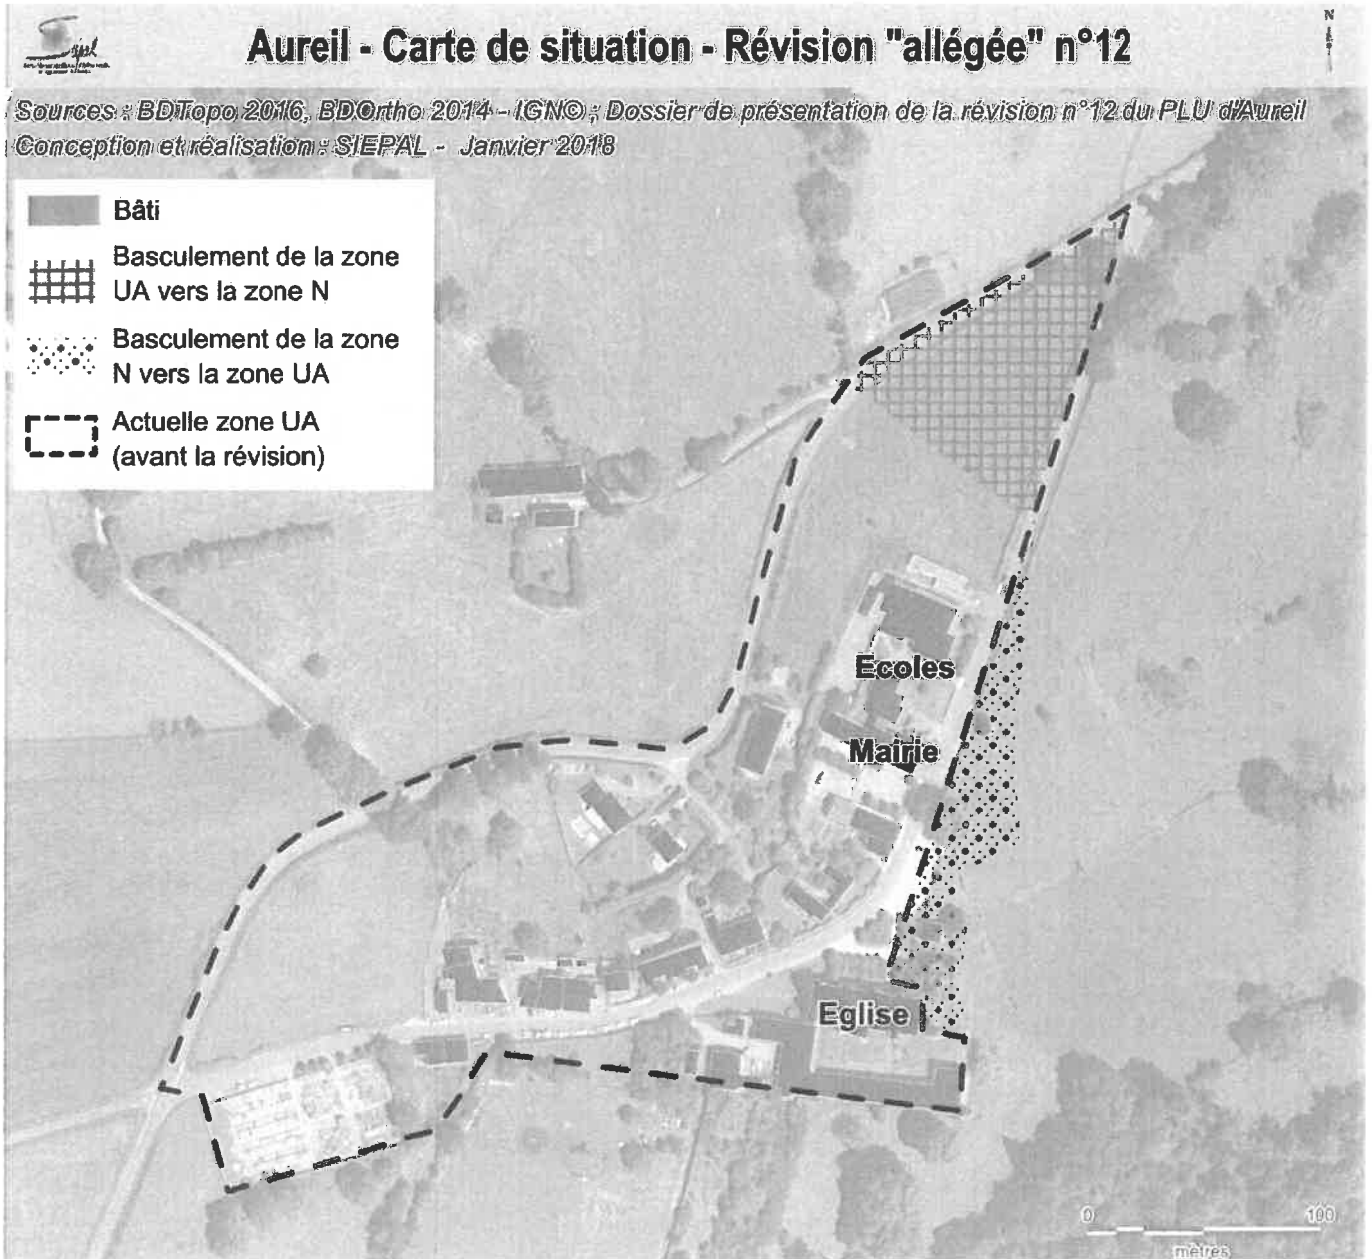 Aureil - Carte de situation - Révision "allégée" n°12
N
Sources : BDTopo 2016, BDOrtho 2014 - IGN© ; Dossier de présentation de la révision n°12 du PLU d'Aureil
Conception et réalisation : SIEPAL - Janvier 2018
Bâti
Basculement de la zone
UA vers la zone N
Basculement de la zone
N vers la zone UA
Actuelle zone UA
(avant la révision)
Ecoles
Mairie
Eglise
0 100
mètres